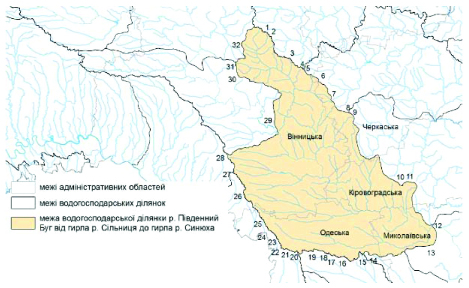 1
2
32
3
4
5
31
6
30
7
8
9
29
Черкаська
Вінницька
28
27
10 11
26
Кіровоградська
25
24
23
Одеська
Миколаївська
12
22 21 20 19 18 17 16 15 14
13
межі адміністративних областей
межі водогосподарських ділянок
межа водогосподарської ділянки р. Південний
Буг від гирла р. Сільниця до гирла р. Синюха